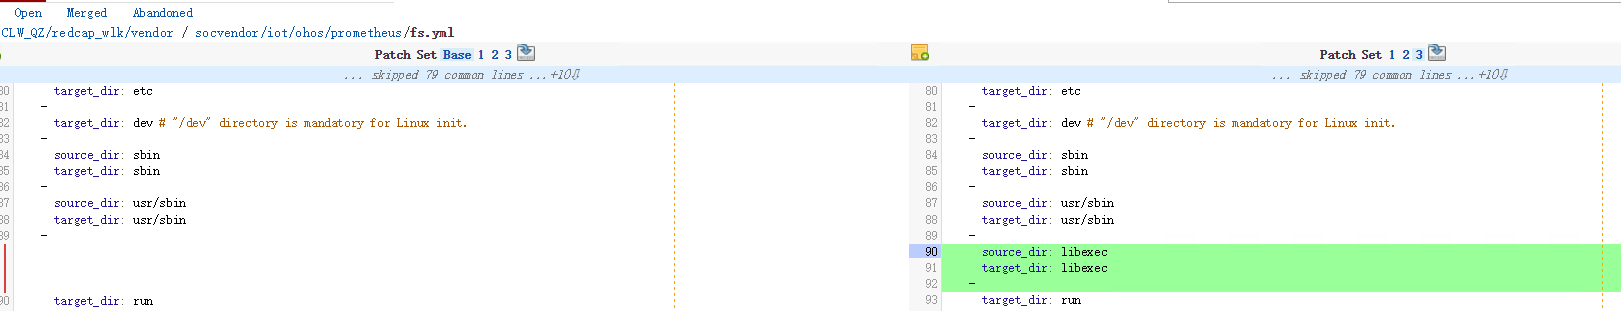 Open Merged Abandoned
CLW_QZ/redcap_wlk/vendor / socvendor/iot/ohos/prometheus/fs.yml
Patch Set Base 1 2 3
Patch Set 1 2 3
... skipped 79 common lines ...+10⇩
... skipped 79 common lines ...+10⇩
80 target_dir: etc
81 -
82 target_dir: dev # "/dev" directory is mandatory for Linux init.
83 -
84 source_dir: sbin
85 target_dir: sbin
86 -
87 source_dir: usr/sbin
88 target_dir: usr/sbin
89 -
90 target_dir: run
80 target_dir: etc
81 -
82 target_dir: dev # "/dev" directory is mandatory for Linux init.
83 -
84 source_dir: sbin
85 target_dir: sbin
86 -
87 source_dir: usr/sbin
88 target_dir: usr/sbin
89 -
90 source_dir: libexec
91 target_dir: libexec
92 -
93 target_dir: run